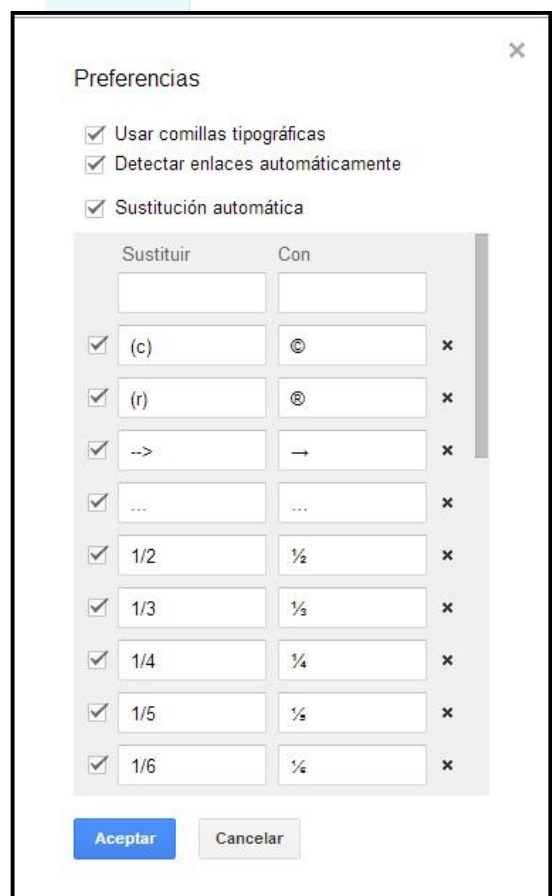 Preferencias
Usar comillas tipográficas
Detectar enlaces automáticamente
Sustitución automática
Sustituir Con
(c) ©
(r) ®
--> →
... …
1/2 ½
1/3 ⅓
1/4 ¼
1/5 ⅕
1/6 ⅙
Aceptar Cancelar